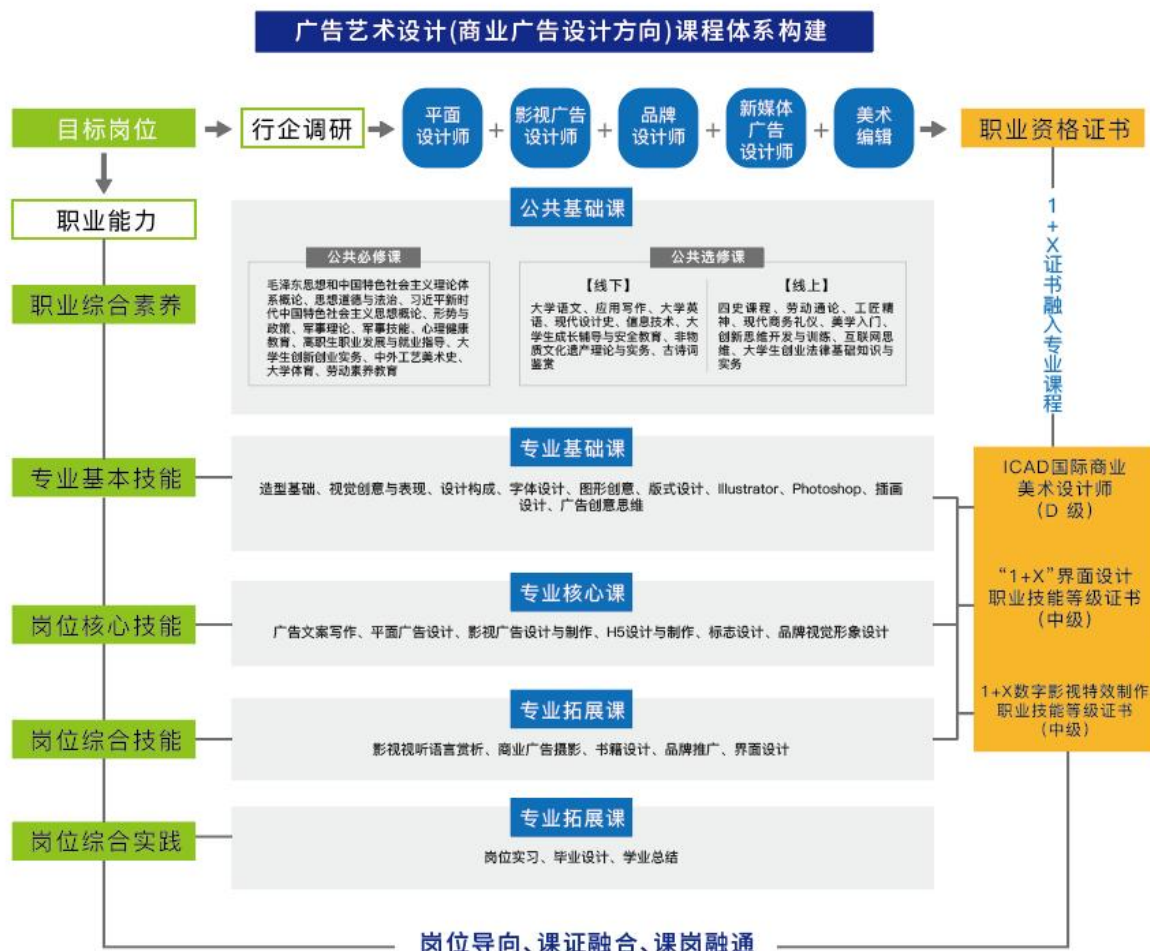 广告艺术设计(商业广告设计方向)课程体系构建
目标岗位
行企调研
平面
设计师
+
影视广告
设计师
+
品牌
设计师
+
新媒体
广告
设计师
+
美术
编辑
职业资格证书
职业能力
职业综合素养
专业基本技能
岗位核心技能
岗位综合技能
岗位综合实践
公共基础课
公共必修课
毛泽东思想和中国特色社会主义理论体
系概论、思想道德与法治、习近平新时
代中国特色社会主义思想概论、形势与
政策、军事理论、军事技能、心理健康
教育、高职生职业发展与就业指导、大
学生创新创业实务、中外工艺美术史、
大学体育、劳动素养教育
公共选修课
【线下】
大学语文、应用写作、大学英
语、现代设计史、信息技术、大
学生成长辅导与安全教育、非物
质文化遗产理论与实务、古诗词
鉴赏
【线上】
四史课程、劳动通论、工匠精
神、现代商务礼仪、美学入门、
创新思维开发与训练、互联网思
维、大学生创业法律基础知识与
实务
专业基础课
造型基础、视觉创意与表现、设计构成、字体设计、图形创意、版式设计、Illustrator、Photoshop、插画
设计、广告创意思维
专业核心课
广告文案写作、平面广告设计、影视广告设计与制作、H5设计与制作、标志设计、品牌视觉形象设计
专业拓展课
影视视听语言赏析、商业广告摄影、书籍设计、品牌推广、界面设计
专业拓展课
岗位实习、毕业设计、学业总结
1+X证书融入专业课程
ICAD国际商业
美术设计师
(D 级)
“1+X”界面设计
职业技能等级证书
(中级)
1+X数字影视特效制作
职业技能等级证书
(中级)
岗位导向、课证融合、课岗融通